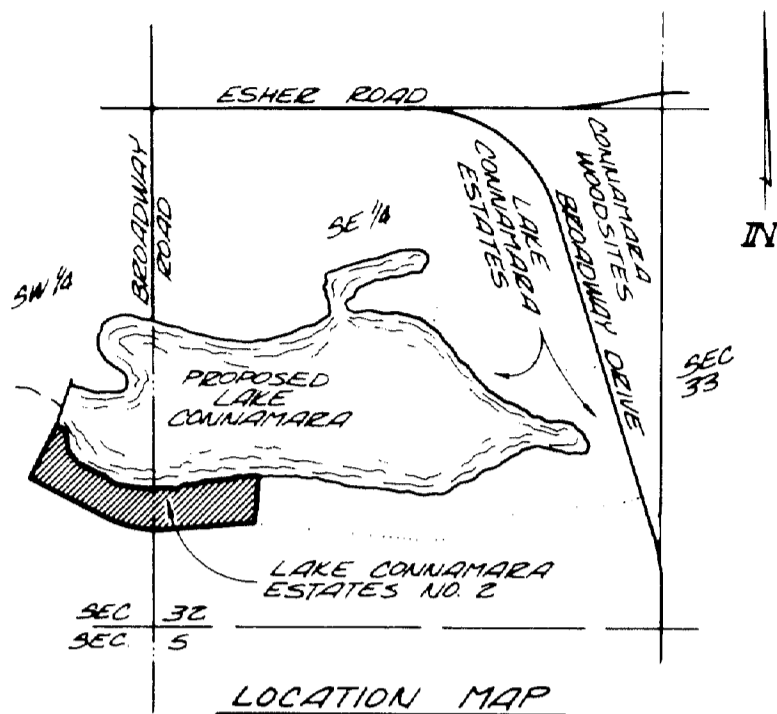 ESHER ROAD
CONNAMARA
WOODSITES
BROADWAY DRIVE
LAKE
CONNAMARA
ESTATES
BROADWAY
ROAD
SE 1/4
SW 1/4
N
SEC
33
PROPOSED
LAKE
CONNAMARA
LAKE CONNAMARA
ESTATES NO. 2
SEC 32
SEC. 5
LOCATION MAP